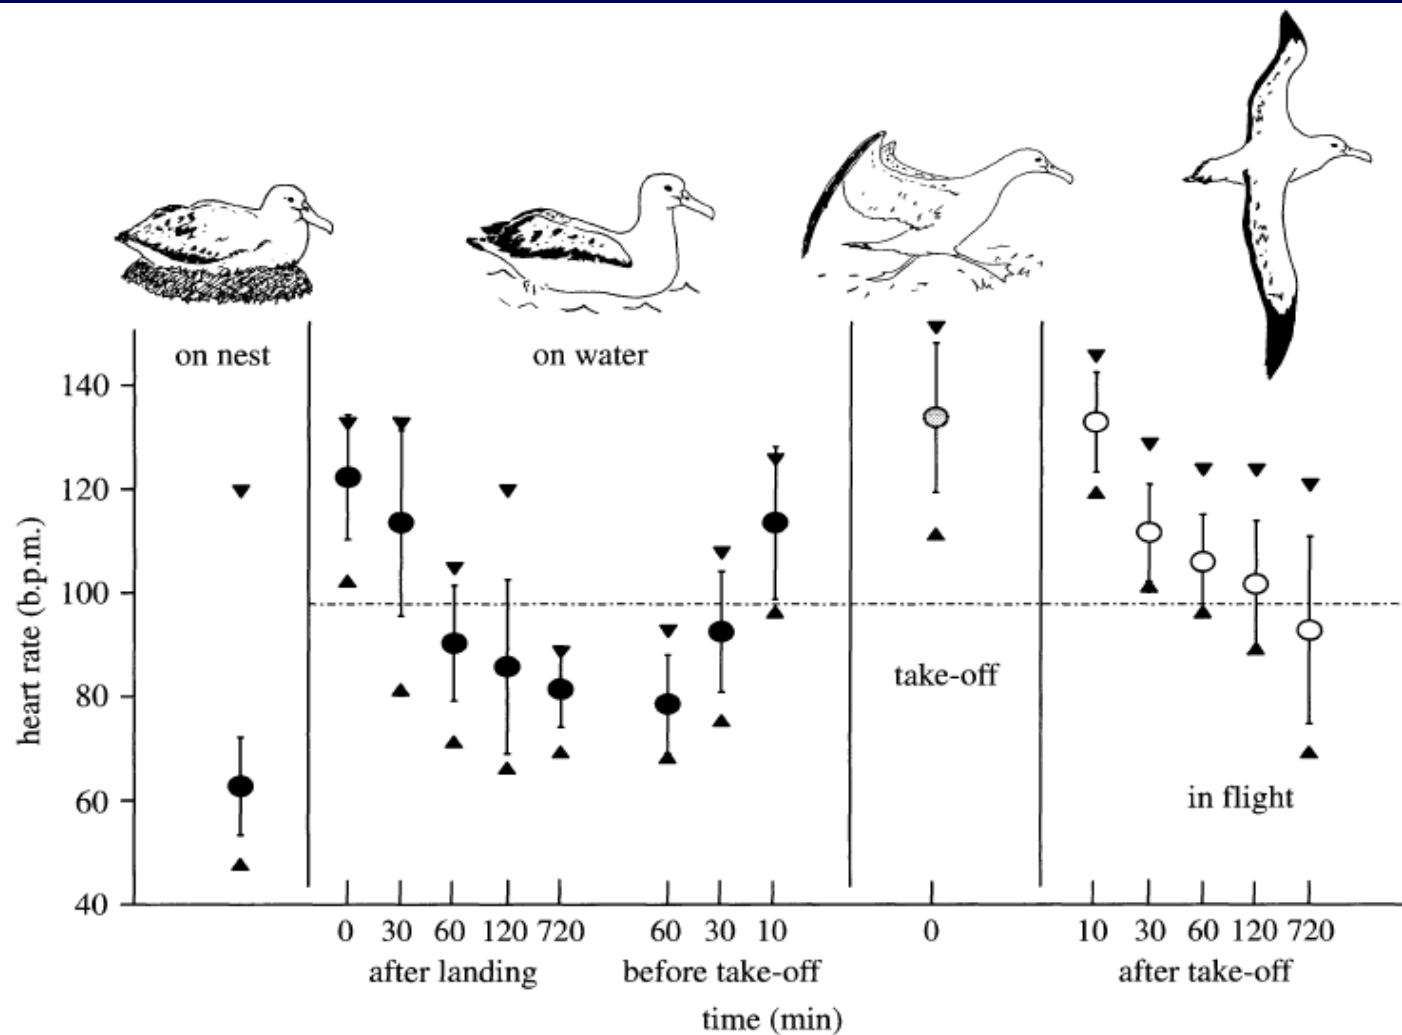 on nest
on water
take-off
in flight
heart rate (b.p.m.)
140
120
100
80
60
40
0 30 60 120 720 60 30 10 0 10 30 60 120 720
after landing before take-off after take-off
time (min)